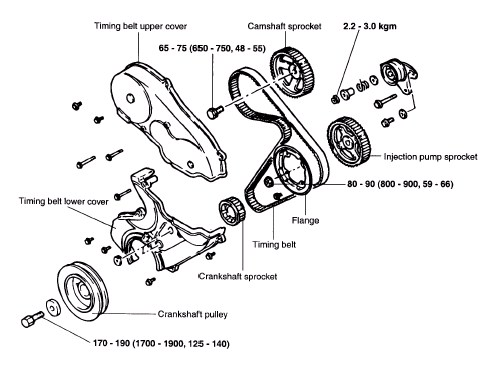 Timing belt upper cover
Camshaft sprocket
2.2 - 3.0 kgm
65 - 75 (650 - 750, 48 - 55)
Injection pump sprocket
80 - 90 (800 - 900, 59 - 66)
Timing belt lower cover
Flange
Timing belt
Crankshaft sprocket
Crankshaft pulley
170 - 190 (1700 - 1900, 125 - 140)